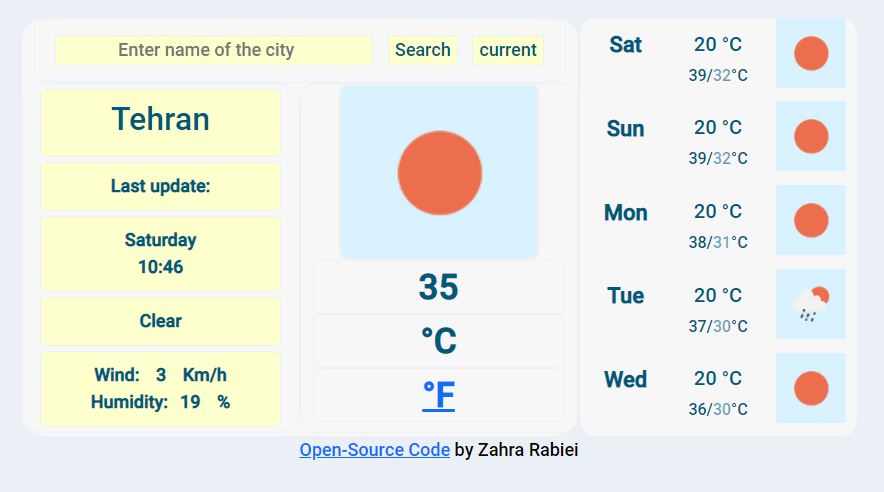 Enter name of the city
Search
current
Tehran
Last update:
Saturday
10:46
Clear
Wind: 3 Km/h
Humidity: 19 %
35
°C
°F
Sat
20 °C
39/32°C
Sun
20 °C
39/32°C
Mon
20 °C
38/31°C
Tue
20 °C
37/30°C
Wed
20 °C
36/30°C
Open-Source Code by Zahra Rabiei